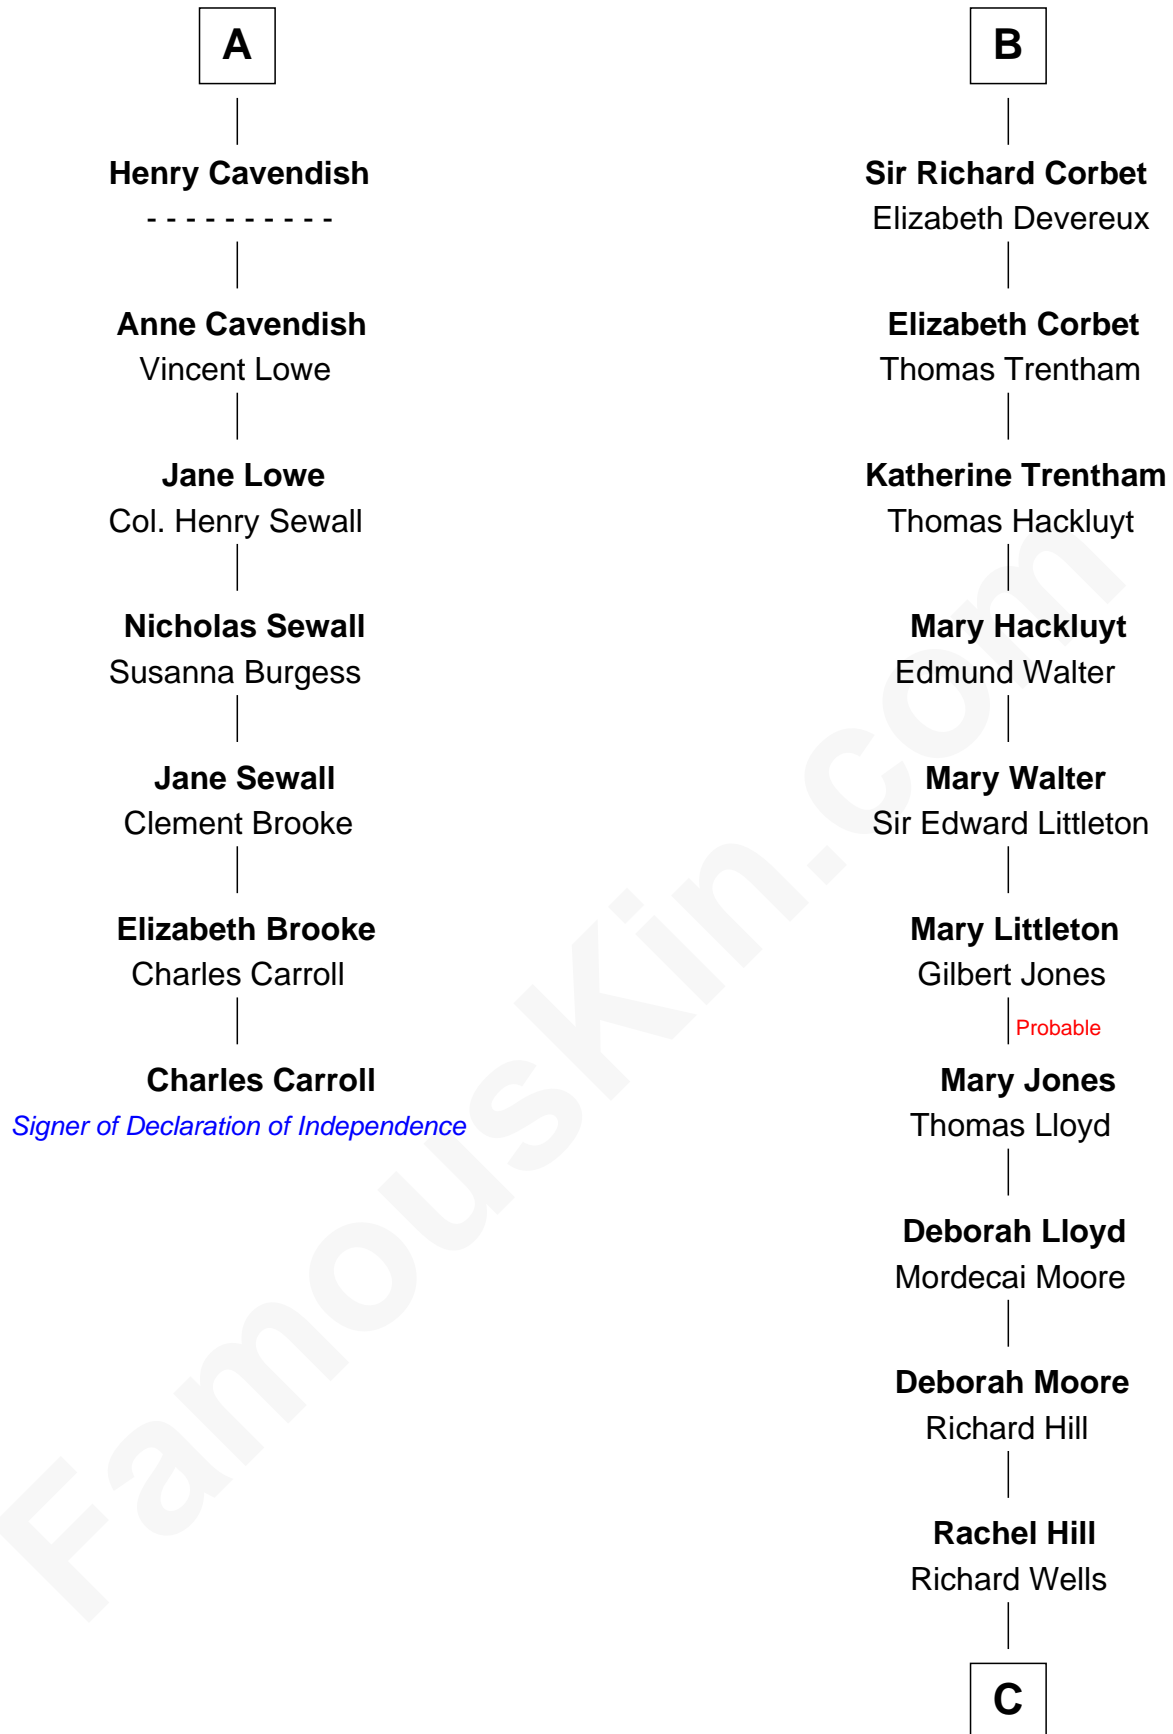 A
Henry Cavendish
- - - - - - - - - -
Anne Cavendish
Vincent Lowe
Jane Lowe
Col. Henry Sewall
Nicholas Sewall
Susanna Burgess
Jane Sewall
Clement Brooke
Elizabeth Brooke
Charles Carroll
Charles Carroll
Signer of Declaration of Independence
B
Sir Richard Corbet
Elizabeth Devereux
Elizabeth Corbet
Thomas Trentham
Katherine Trentham
Thomas Hackluyt
Mary Hackluyt
Edmund Walter
Mary Walter
Sir Edward Littleton
Mary Littleton
Gilbert Jones
Probable
Mary Jones
Thomas Lloyd
Deborah Lloyd
Mordecai Moore
Deborah Moore
Richard Hill
Rachel Hill
Richard Wells
C
FamousKin.com